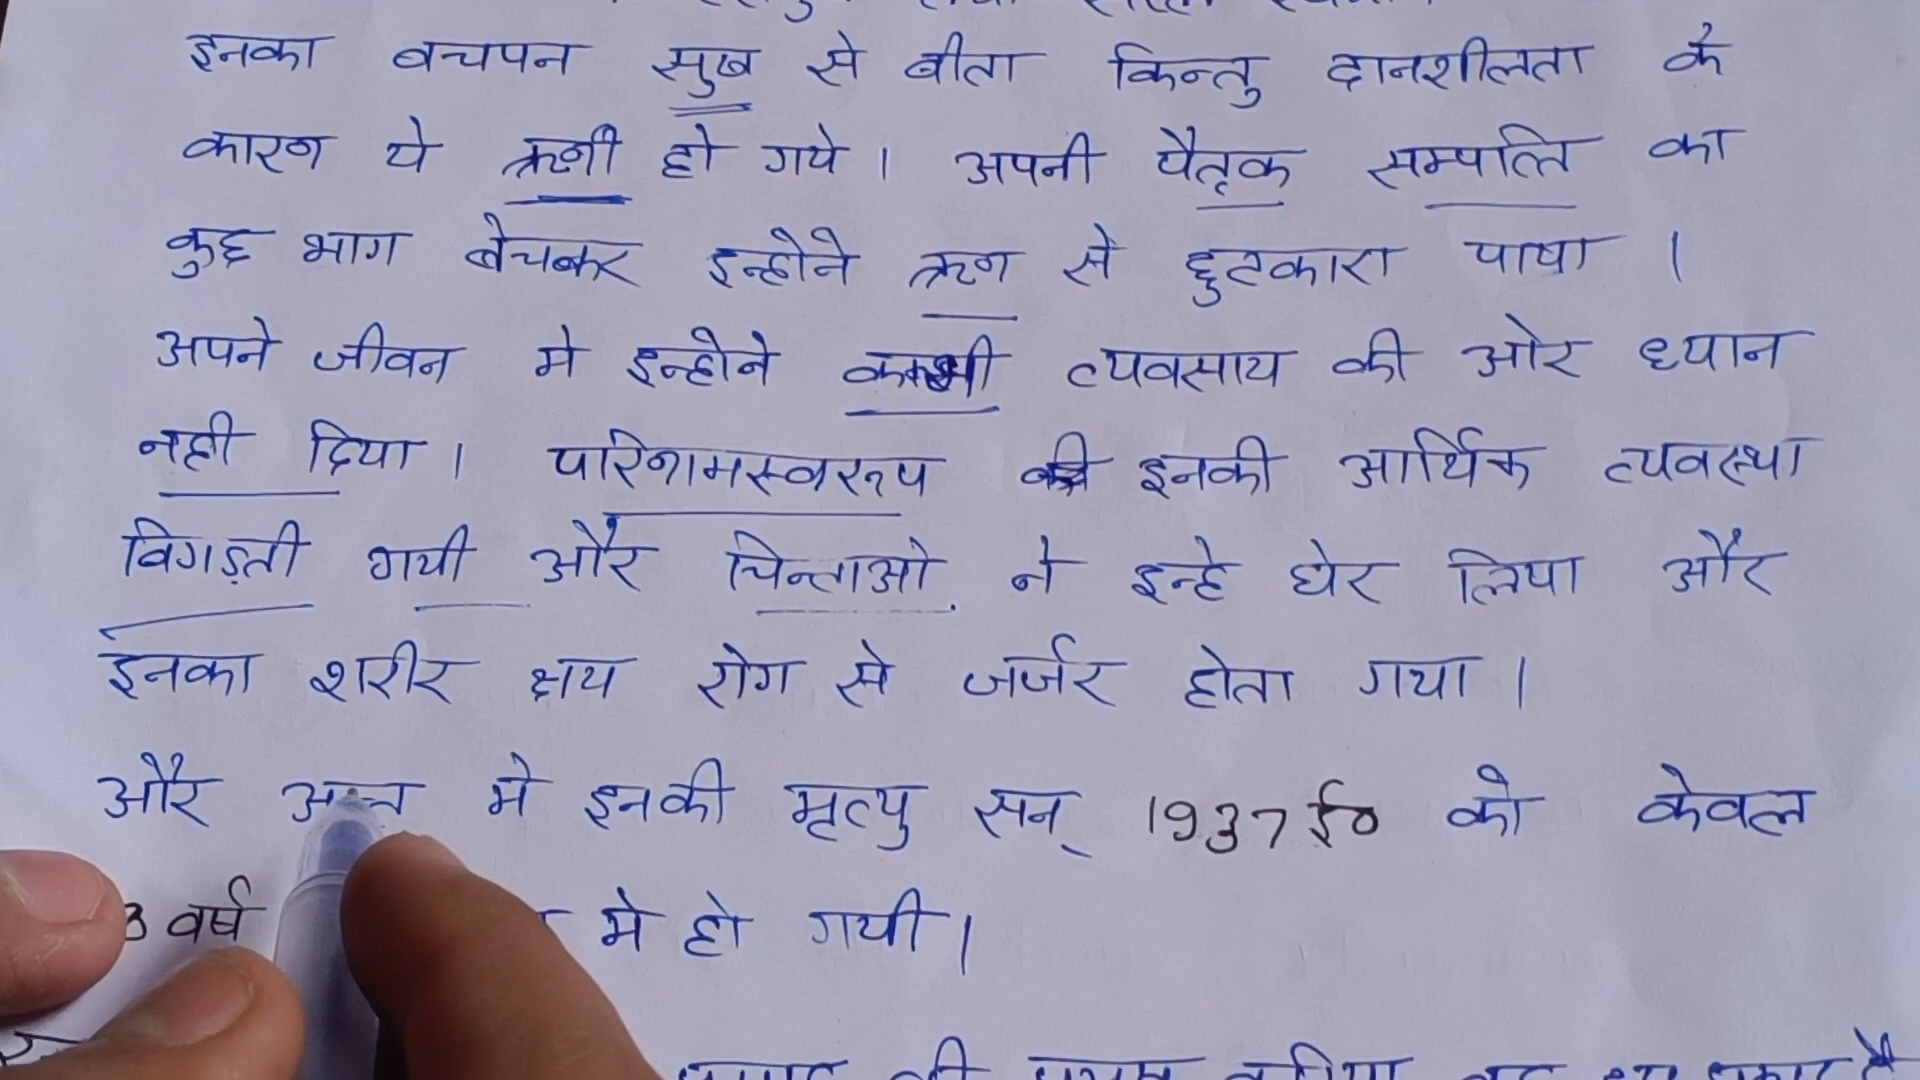 इनका बचपन सुख से बीता किन्तु दानशीलता के
कारण ये ऋणी हो गये । अपनी पैतृक सम्पत्ति का
कुछ भाग बेचकर इन्होने ऋण से छुटकारा पाया ।
अपने जीवन मे इन्होने कभी व्यवसाय की ओर ध्यान
नही दिया । परिणामस्वरूप इनकी आर्थिक व्यवस्था
बिगड़ती गयी और चिन्ताओ ने इन्हे घेर लिया और
इनका शरीर क्षय रोग से जर्जर होता गया ।
और अन्त मे इनकी मृत्यु सन् 1937 ई० को केवल
वर्ष मे हो गयी ।